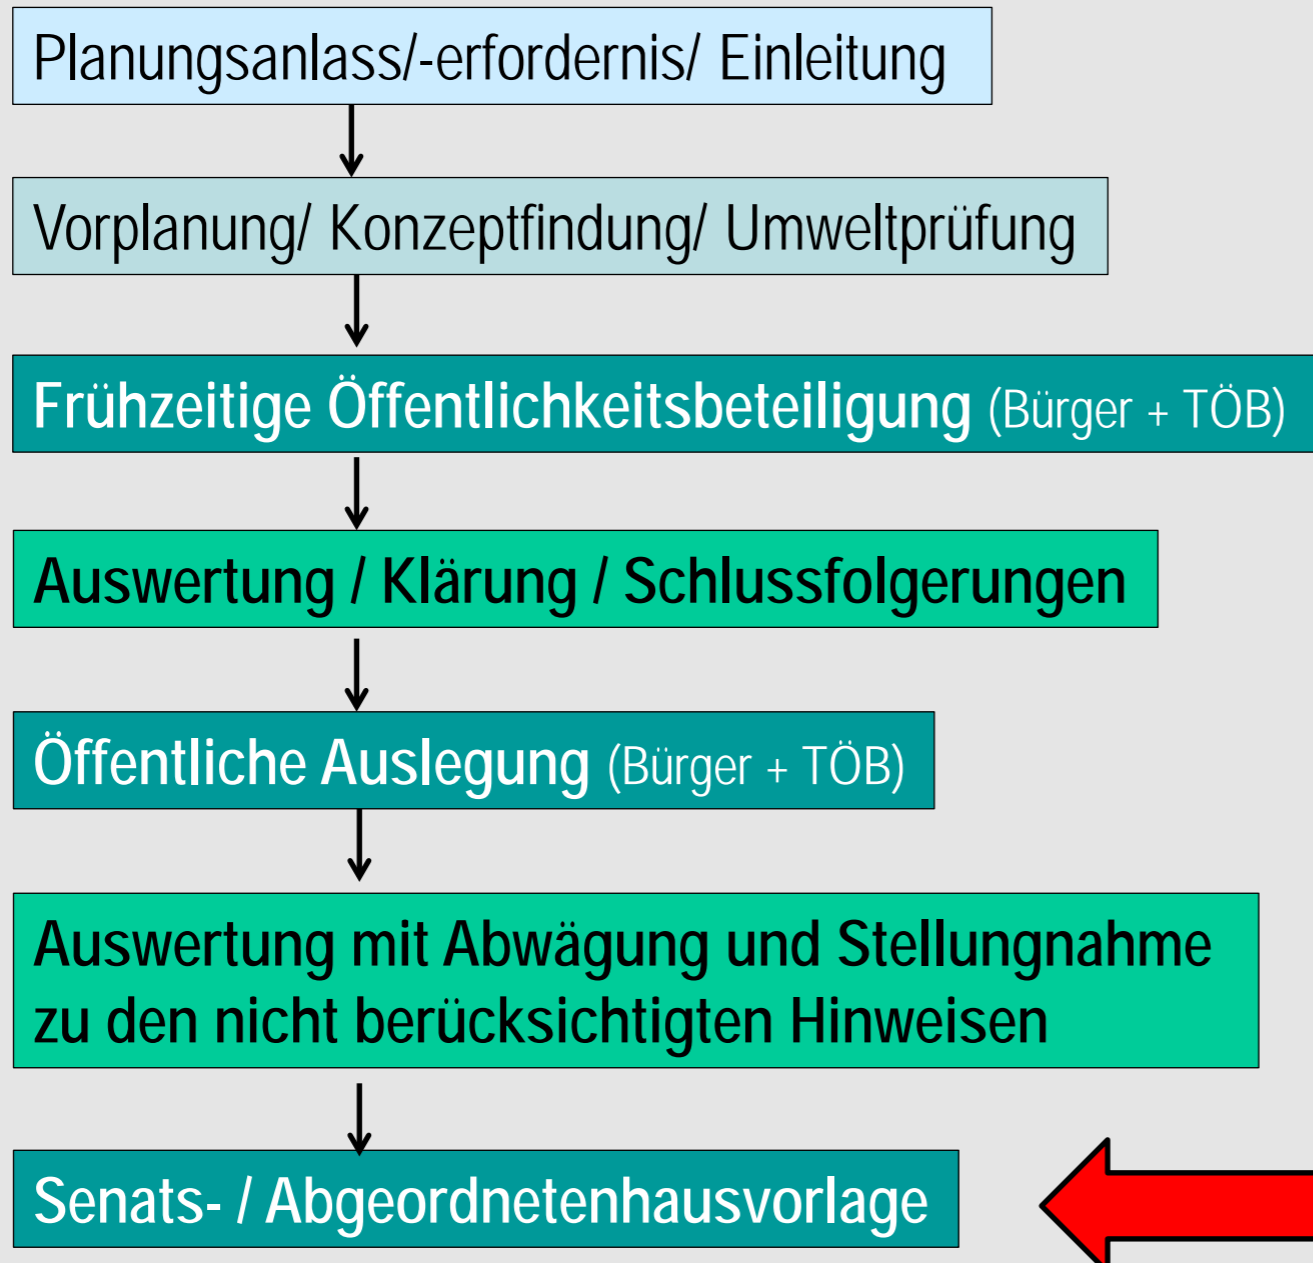 Planungsanlass/-erfordernis/ Einleitung
Vorplanung/ Konzeptfindung/ Umweltprüfung
Frühzeitige Öffentlichkeitsbeteiligung (Bürger + TÖB)
Auswertung / Klärung / Schlussfolgerungen
Öffentliche Auslegung (Bürger + TÖB)
Auswertung mit Abwägung und Stellungnahme
zu den nicht berücksichtigten Hinweisen
Senats- / Abgeordnetenhausvorlage